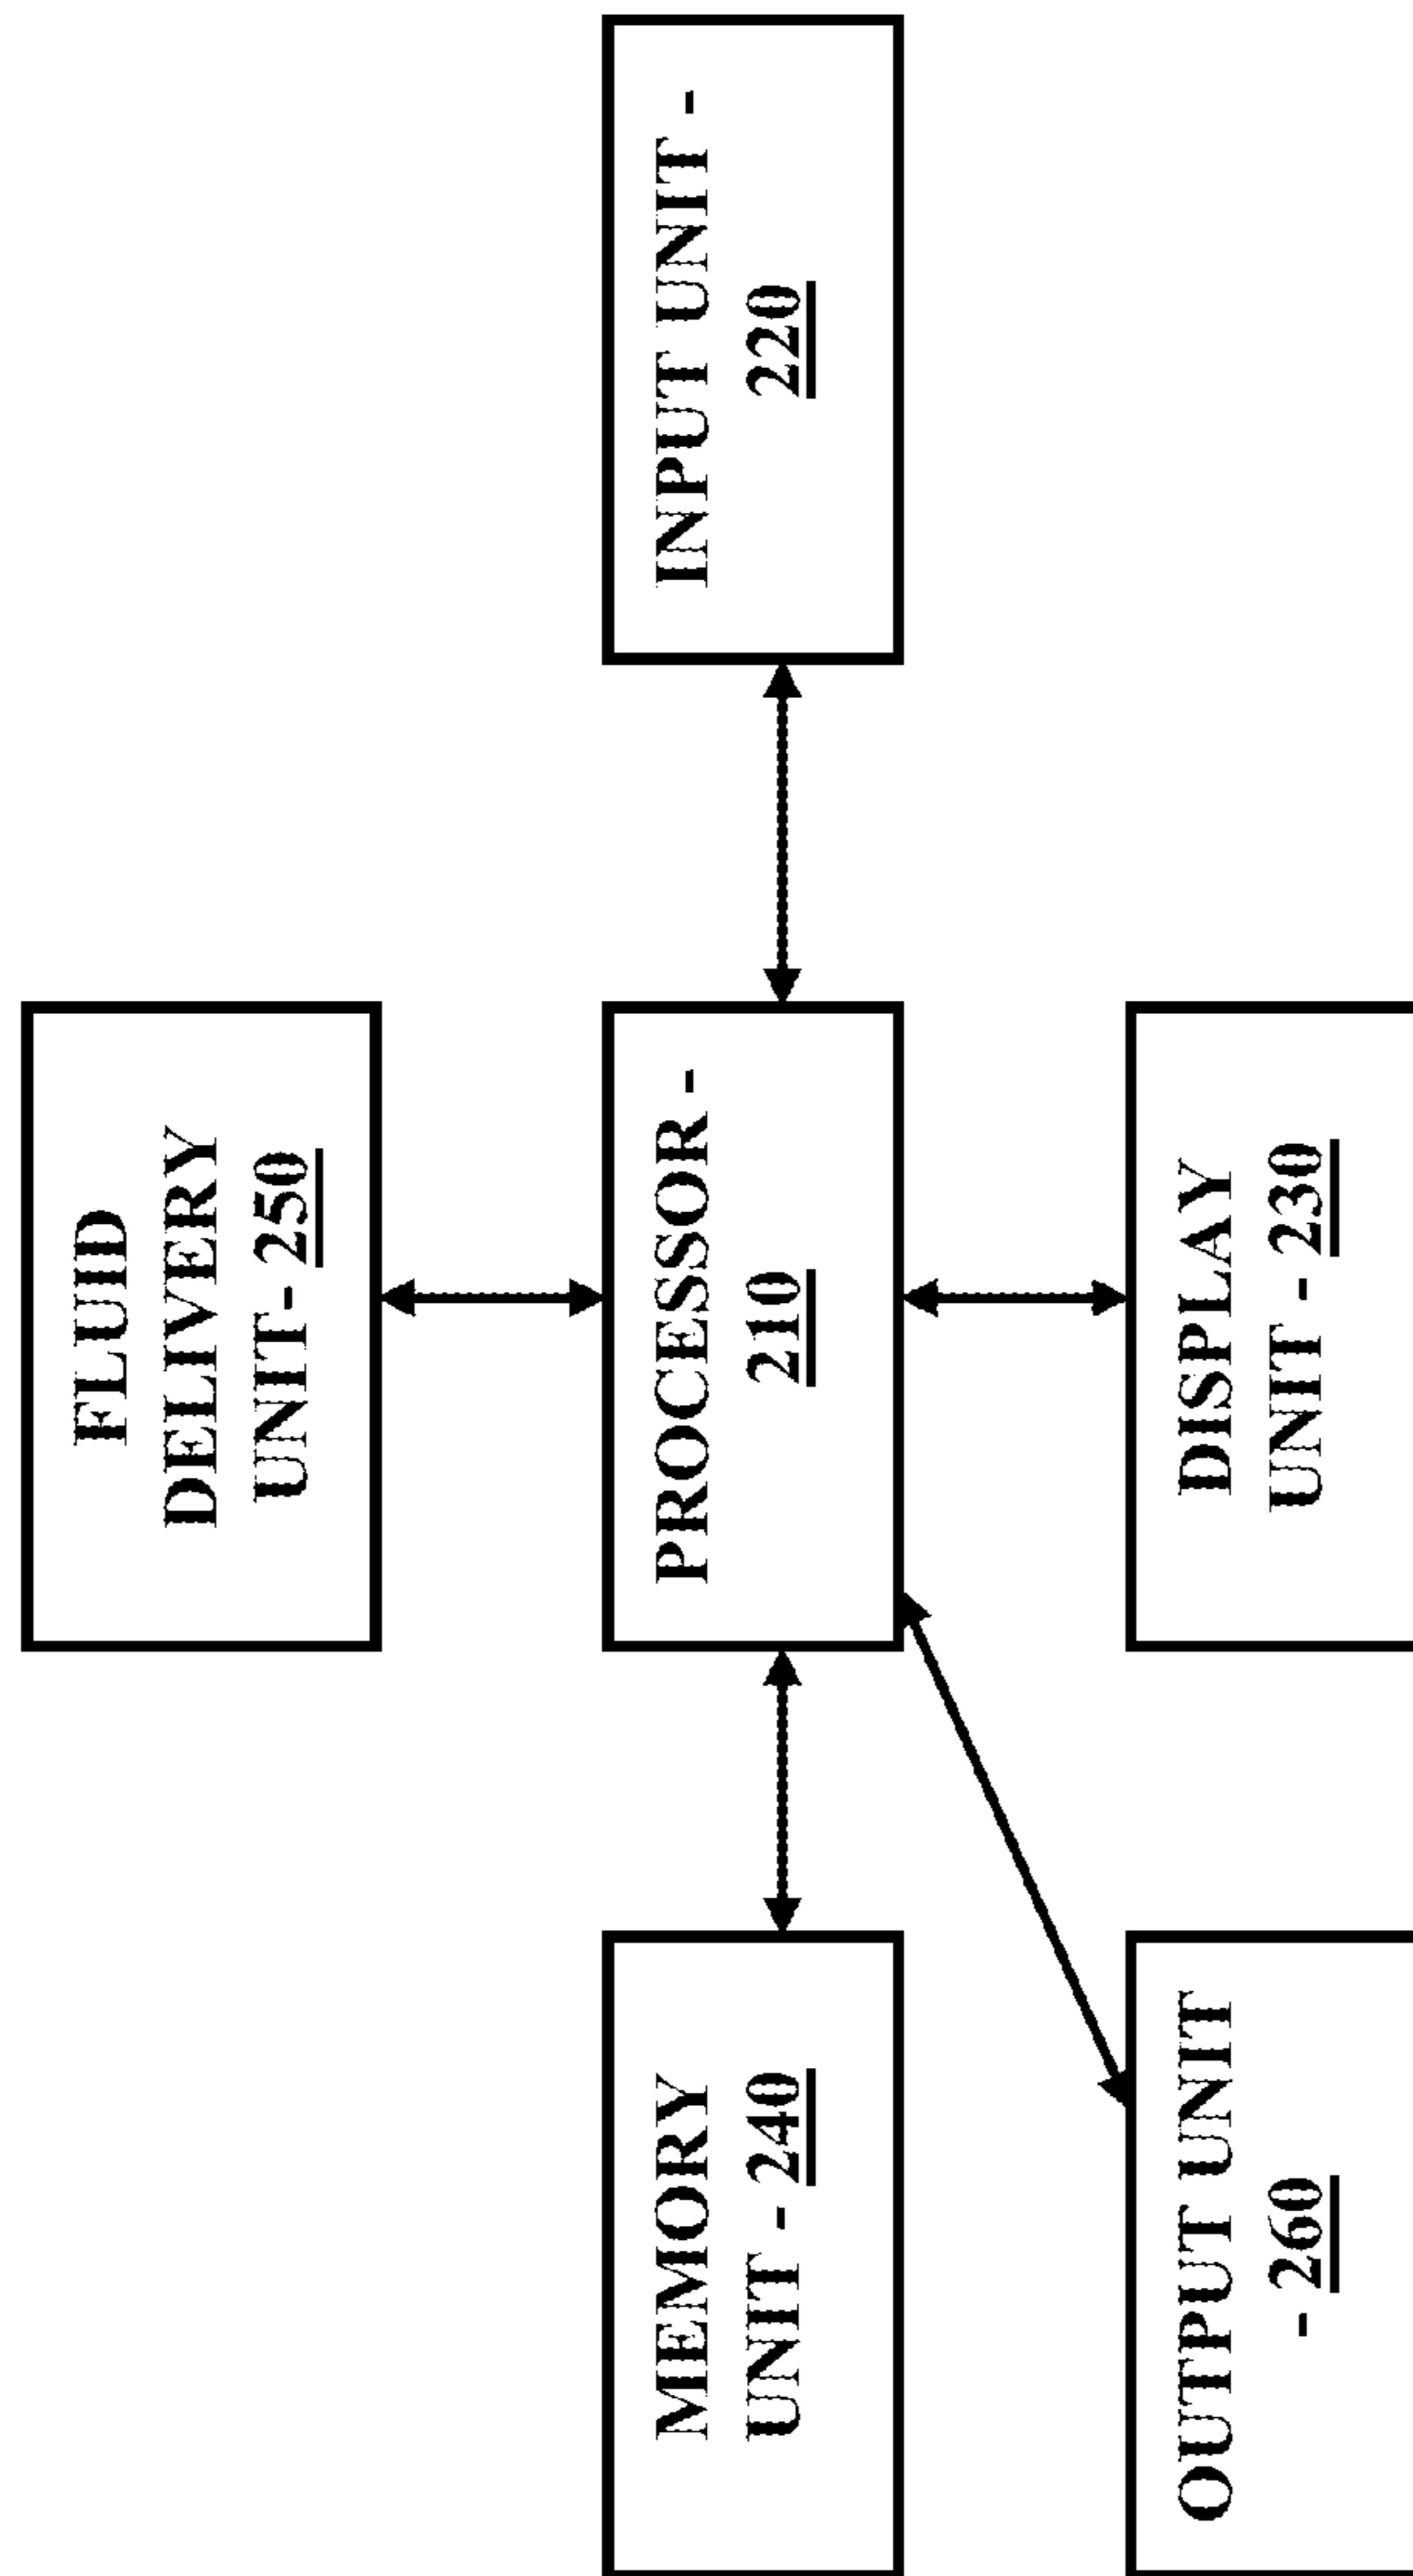 FLUID
DELIVERY
UNIT- 250
MEMORY
UNIT - 240
PROCESSOR -
210
INPUT UNIT -
220
OUTPUT UNIT
- 260
DISPLAY
UNIT - 230